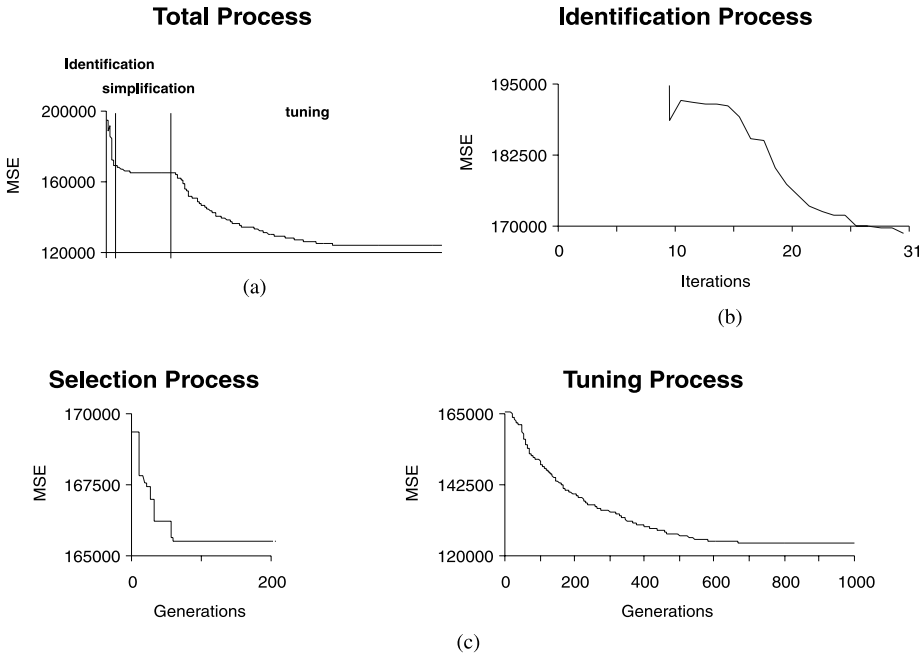 Total Process
Identification
simplification
tuning
200000
160000
120000
MSE
(a)
Identification Process
195000
182500
170000
MSE
0 10 20 31
Iterations
(b)
Selection Process
170000
167500
165000
MSE
0 200
Generations
Tuning Process
165000
142500
120000
MSE
0 200 400 600 800 1000
Generations
(c)